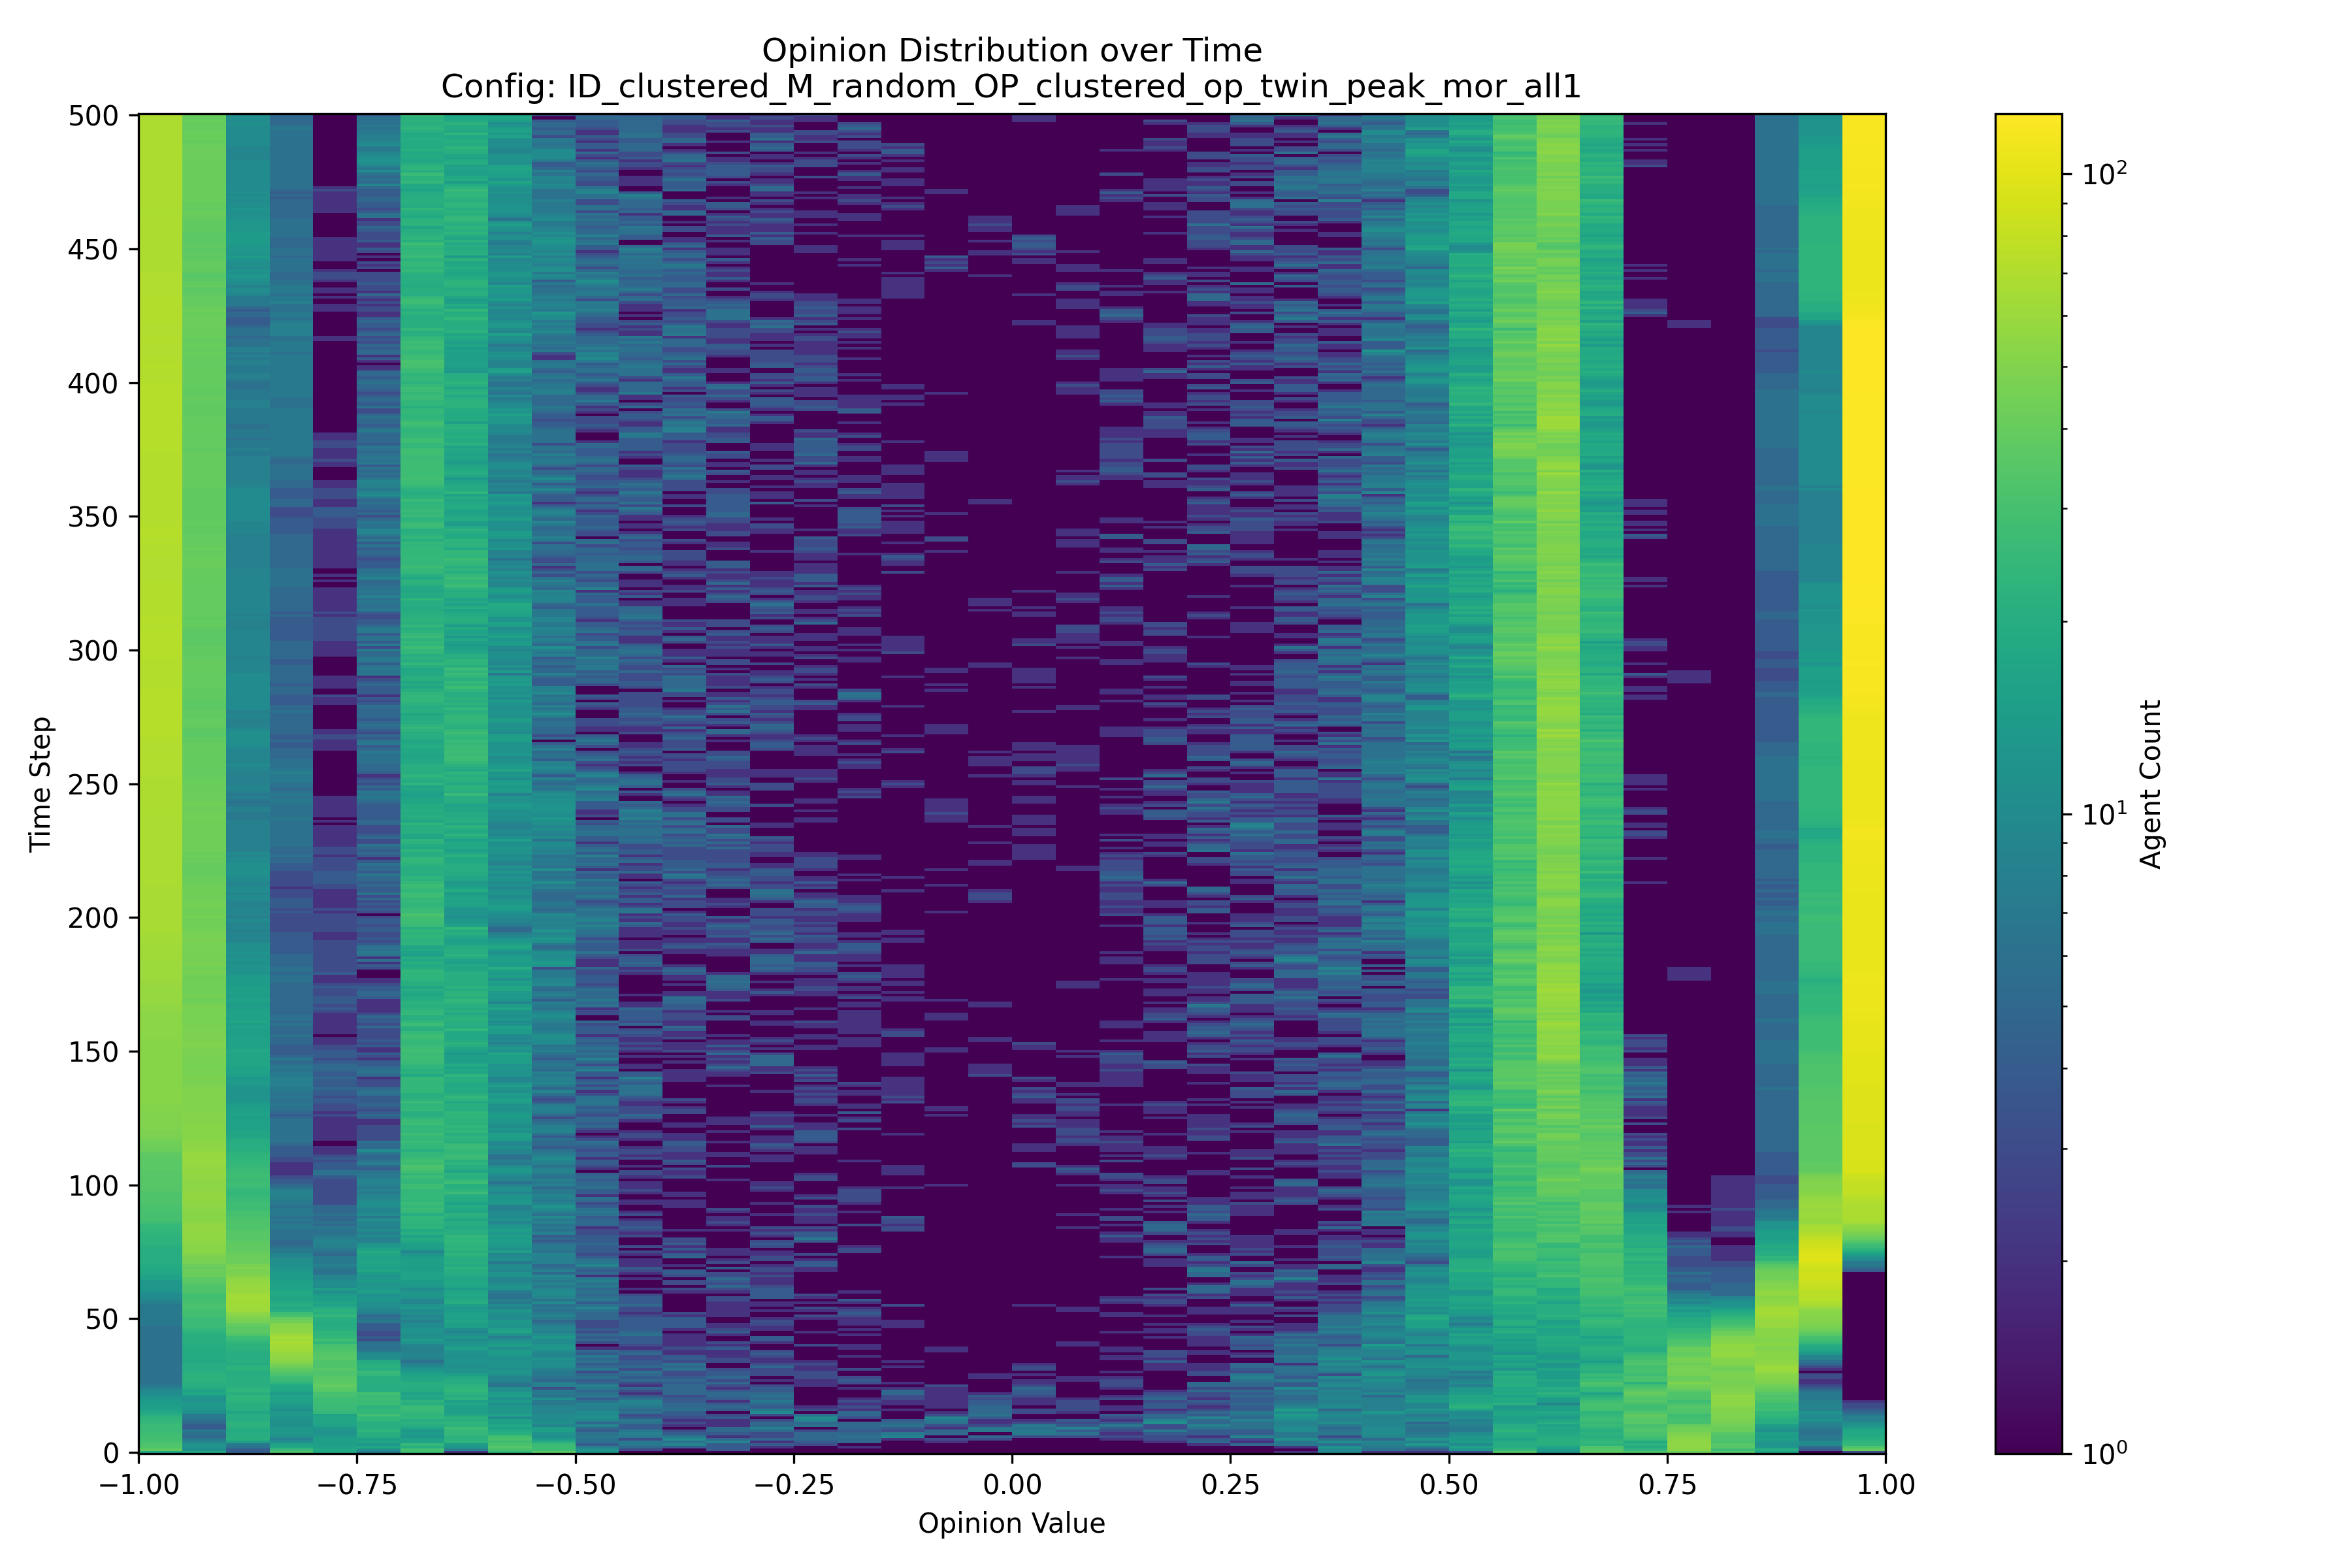 Opinion Distribution over Time
Config: ID_clustered_M_random_OP_clustered_op_twin_peak_mor_all1
500
450
400
350
300
250
200
150
100
50
0
Time Step
−1.00 −0.75 −0.50 −0.25 0.00 0.25 0.50 0.75 1.00
Opinion Value
10²
10¹
10⁰
Agent Count